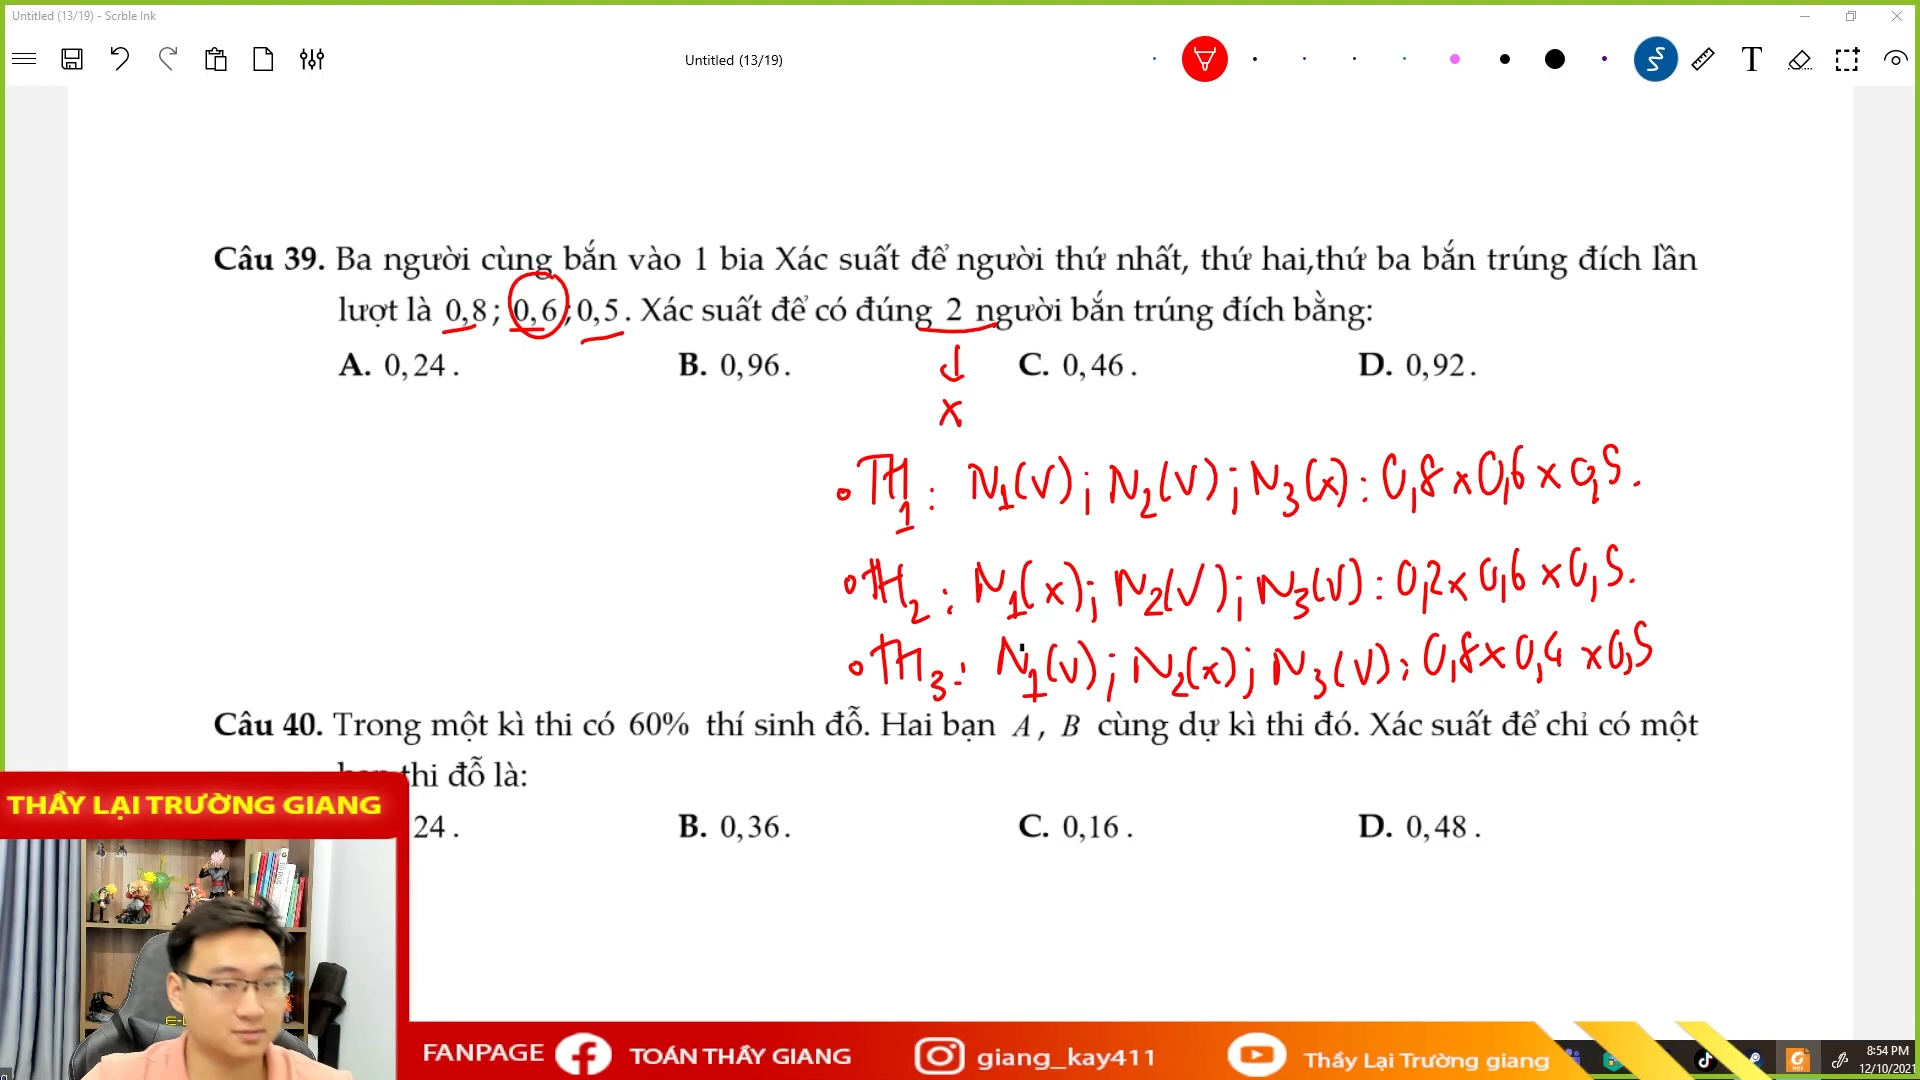 Untitled (13/19) - Scrble Ink
Untitled (13/19)
T
Câu 39. Ba người cùng bắn vào 1 bia Xác suất để người thứ nhất, thứ hai,thứ ba bắn trúng đích lần
lượt là 0,8; 0,6; 0,5. Xác suất để có đúng 2 người bắn trúng đích bằng:
A. 0,24. B. 0,96. C. 0,46. D. 0,92.
x
TH1: N1(V); N2(V); N3(x): 0,8 x 0,6 x 0,5.
TH2: N1(x); N2(V); N3(V): 0,2 x 0,6 x 0,5.
TH3: N1(V); N2(x); N3(V): 0,8 x 0,4 x 0,5
Câu 40. Trong một kì thi có 60% thí sinh đỗ. Hai bạn A, B cùng dự kì thi đó. Xác suất để chỉ có một
thi đỗ là:
24. B. 0,36. C. 0,16. D. 0,48.
THẦY LẠI TRƯỜNG GIANG
FANPAGE TOÁN THẦY GIANG giang_kay411 Thầy Lại Trường giang
8:54 PM
12/10/2021